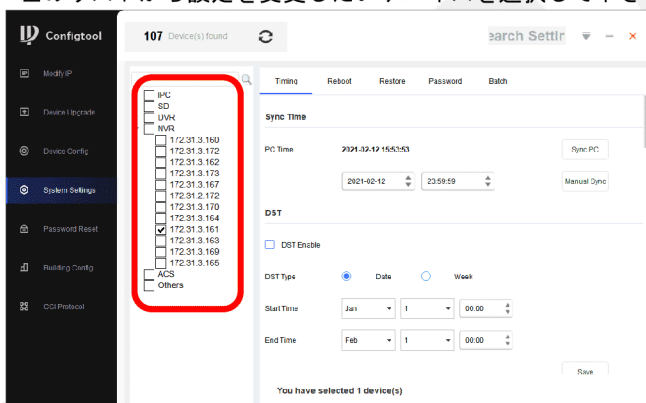 Configtool
107 Device(s) found
earch Settir
Modify IP
Device Upgrade
Device Config
System Settings
Password Reset
Building Config
CGI Protocol
IPC
SD
DVR
NVR
172.31.3.160
172.31.3.172
172.31.3.162
172.31.3.173
172.31.3.167
172.31.2.172
172.31.3.170
172.31.3.164
172.31.3.161
172.31.3.163
172.31.3.169
172.31.3.165
ACS
Others
Timing Reboot Restore Password Batch
Sync Time
PC Time 2021-02-12 15:53:53 Sync PC
2021-02-12 23:59:59 Manual Sync
DST
DST Enable
DST Type Date Week
Start Time Jan 1 00:00
End Time Feb 1 00:00
Save
You have selected 1 device(s)